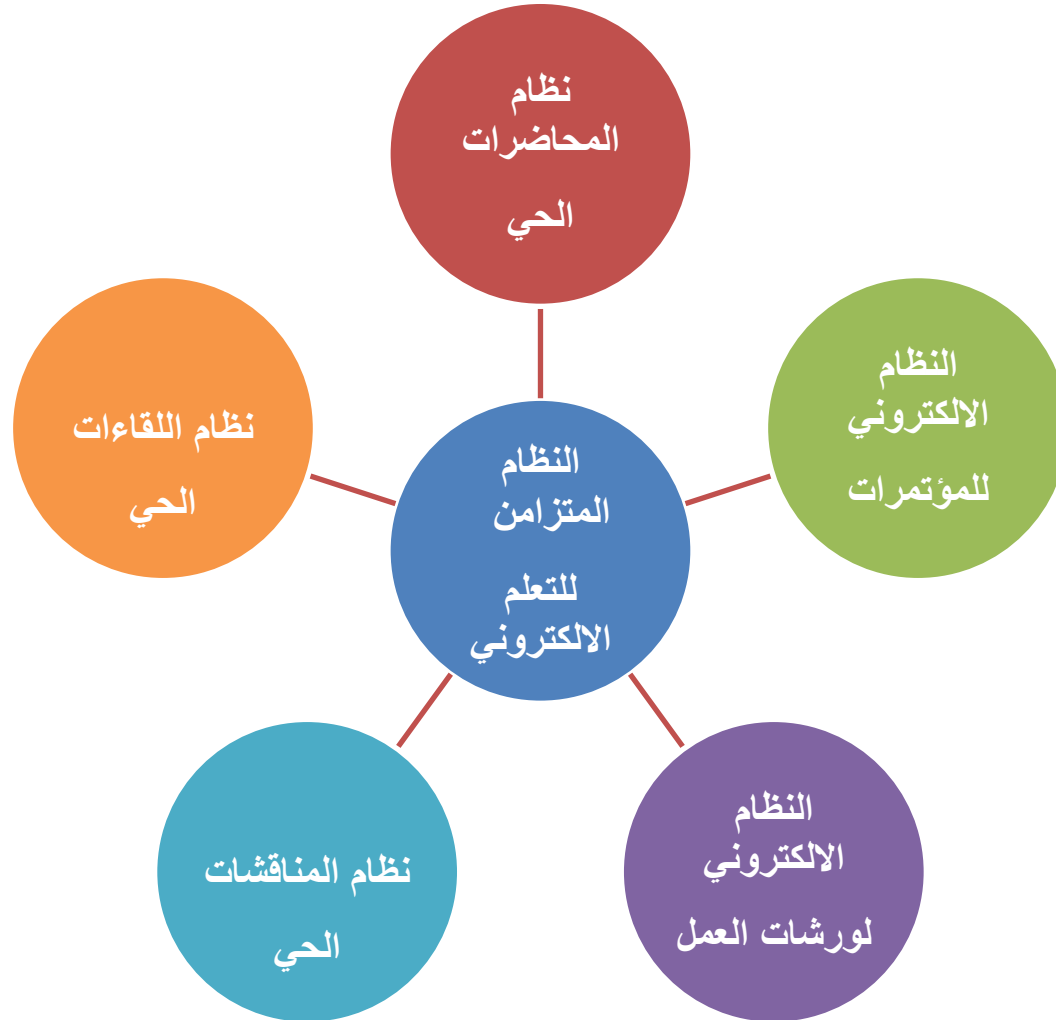 نظام
المحاضرات
الحي
النظام
الالكتروني
للمؤتمرات
نظام اللقاءات
الحي
النظام
المتزامن
للتعلم
الالكتروني
النظام
الالكتروني
لورشات العمل
نظام المناقشات
الحي